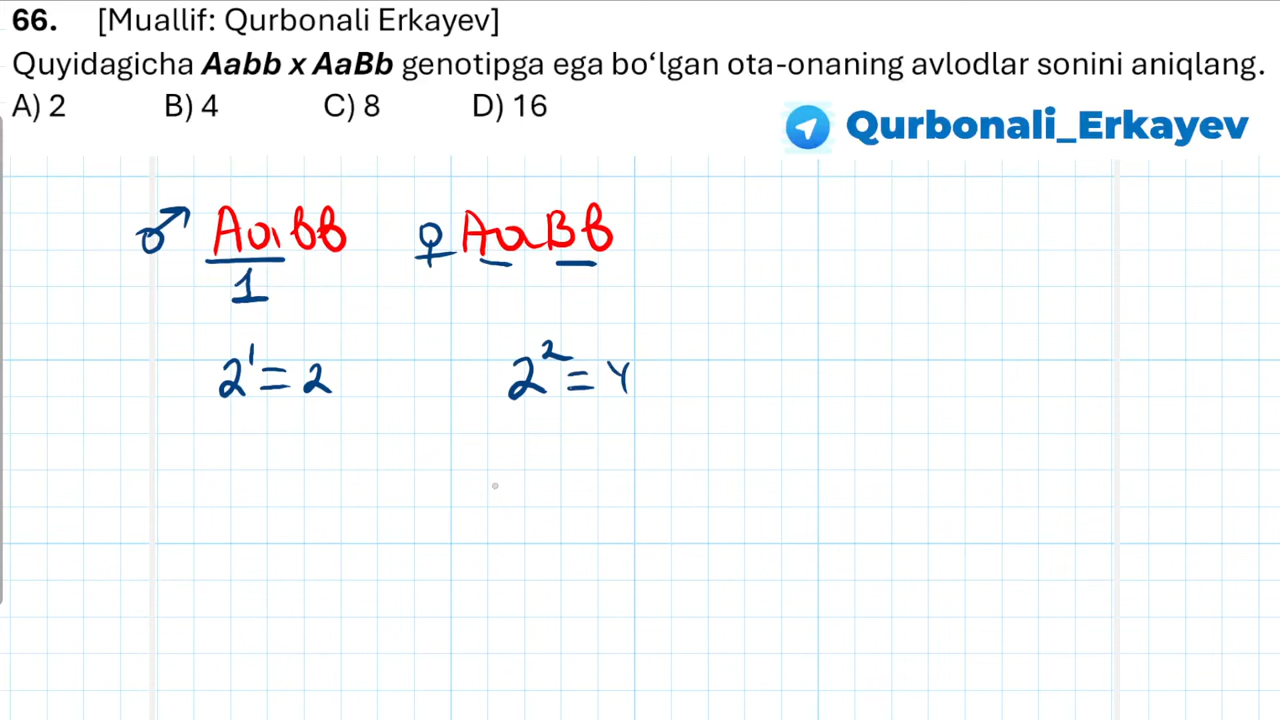 66. [Muallif: Qurbonali Erkayev]
Quyidagicha Aabb x AaBb genotipga ega bo‘lgan ota-onaning avlodlar sonini aniqlang.
A) 2 B) 4 C) 8 D) 16
Qurbonali_Erkayev
♂ Aabb ♀ AaBb
1
2¹ = 2 2² = 4